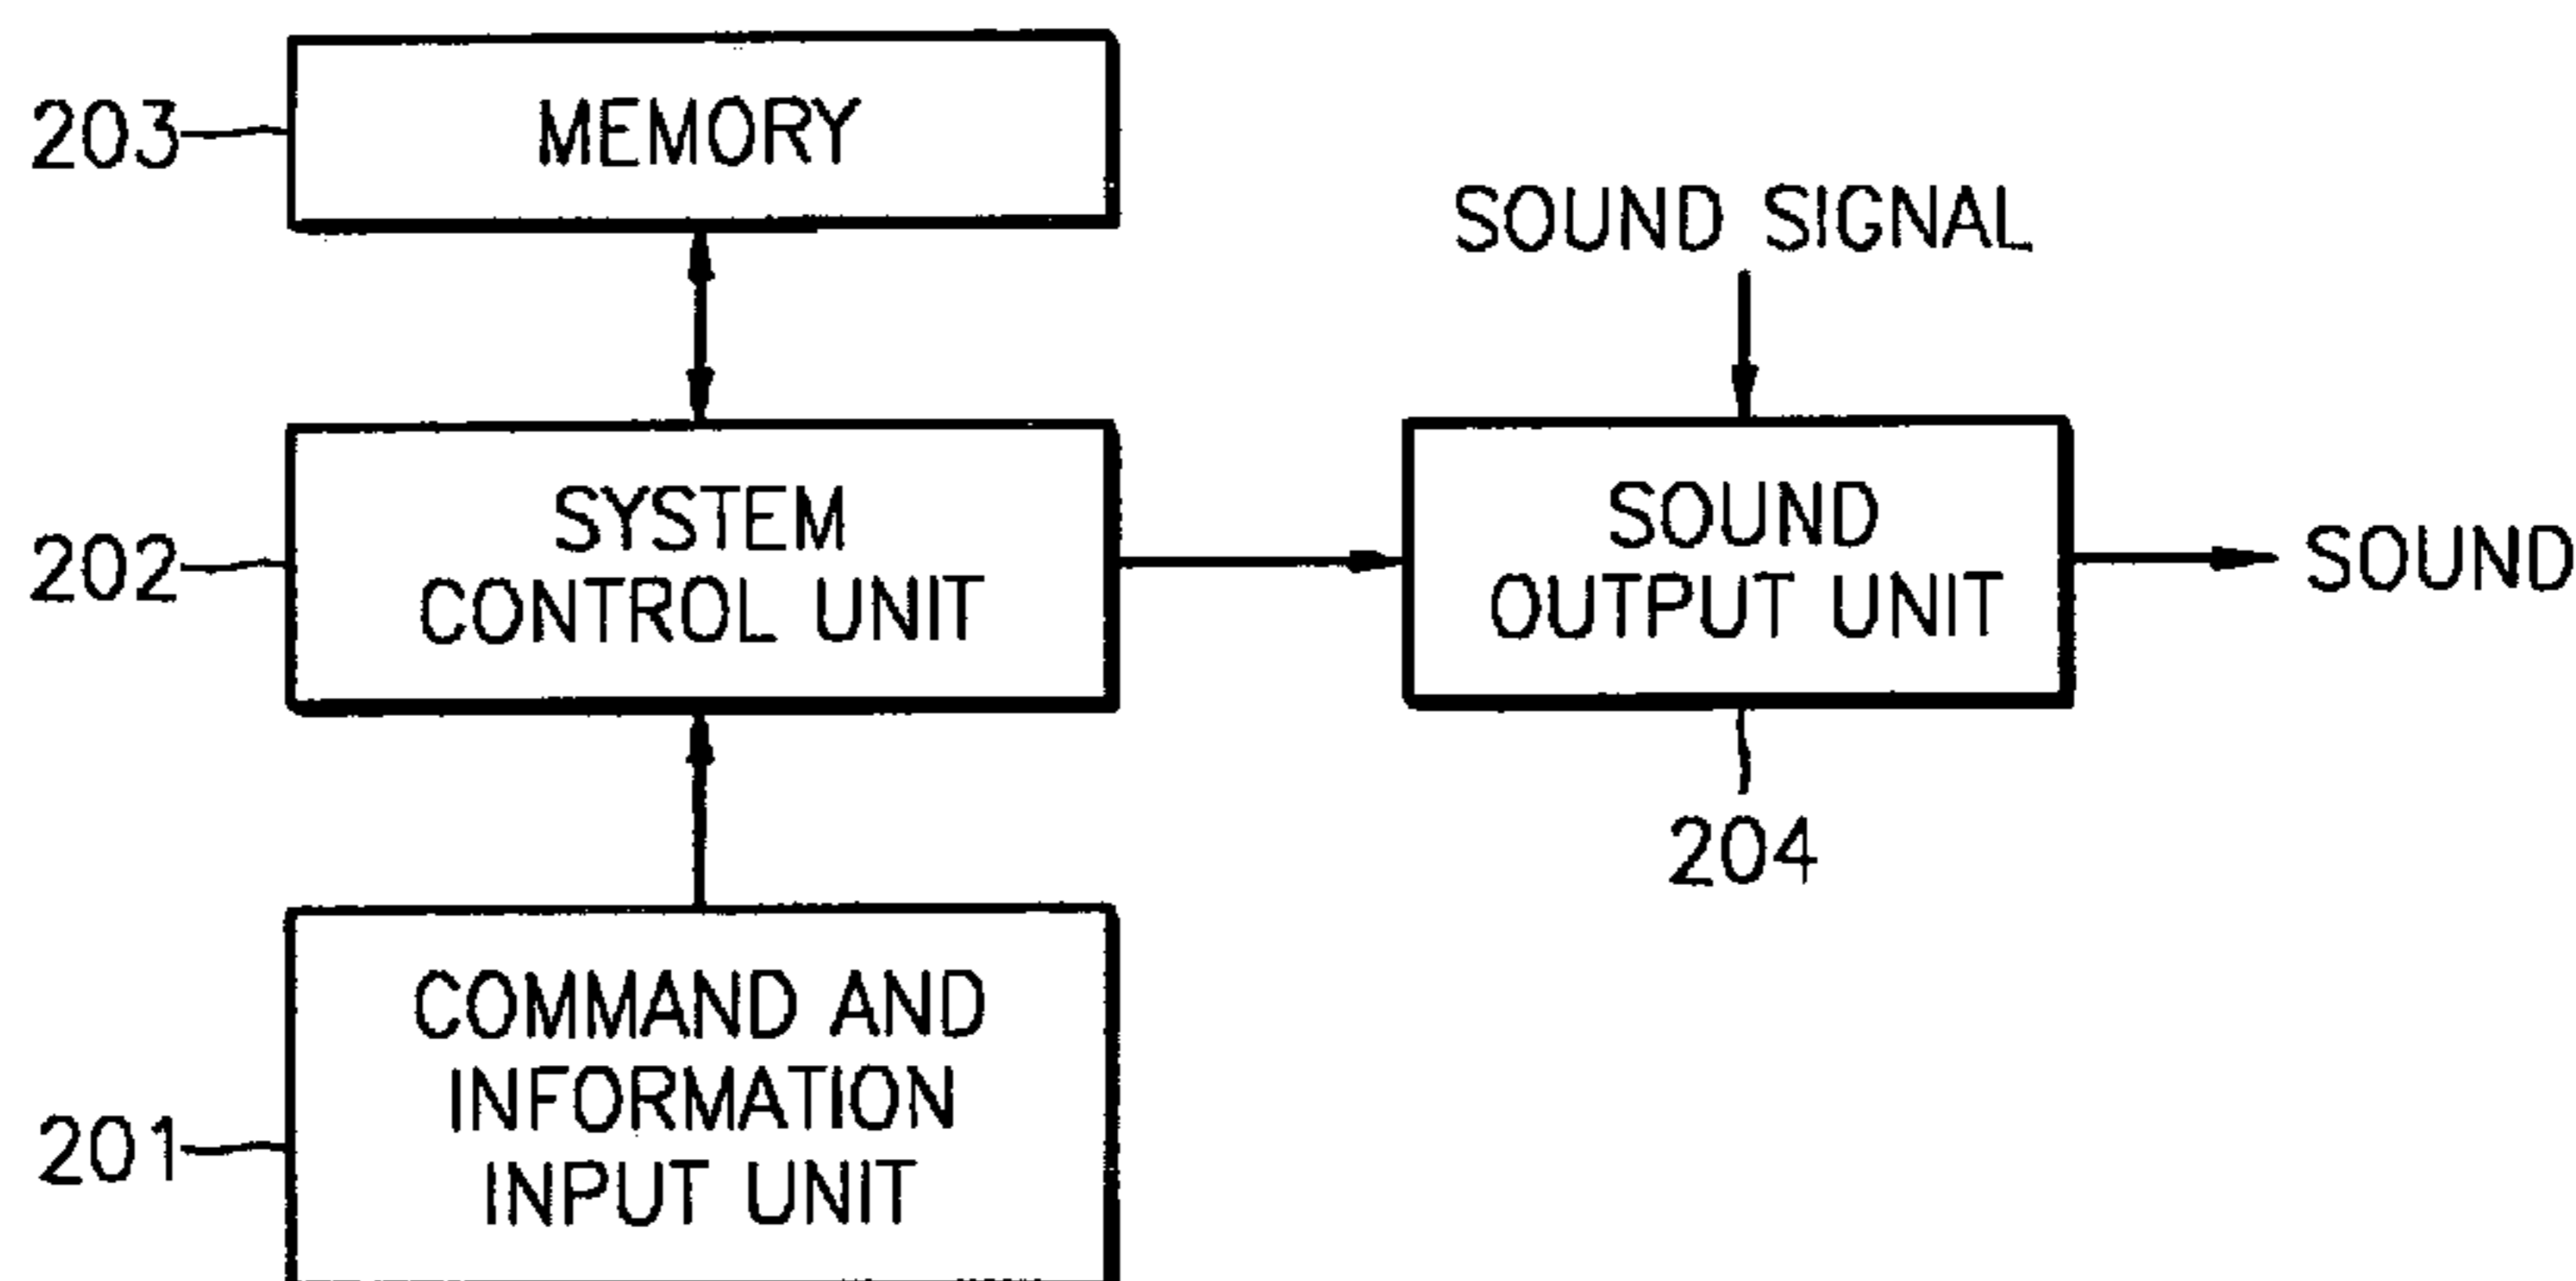 203
MEMORY
SOUND SIGNAL
202
SYSTEM
CONTROL UNIT
SOUND
OUTPUT UNIT
SOUND
204
201
COMMAND AND
INFORMATION
INPUT UNIT